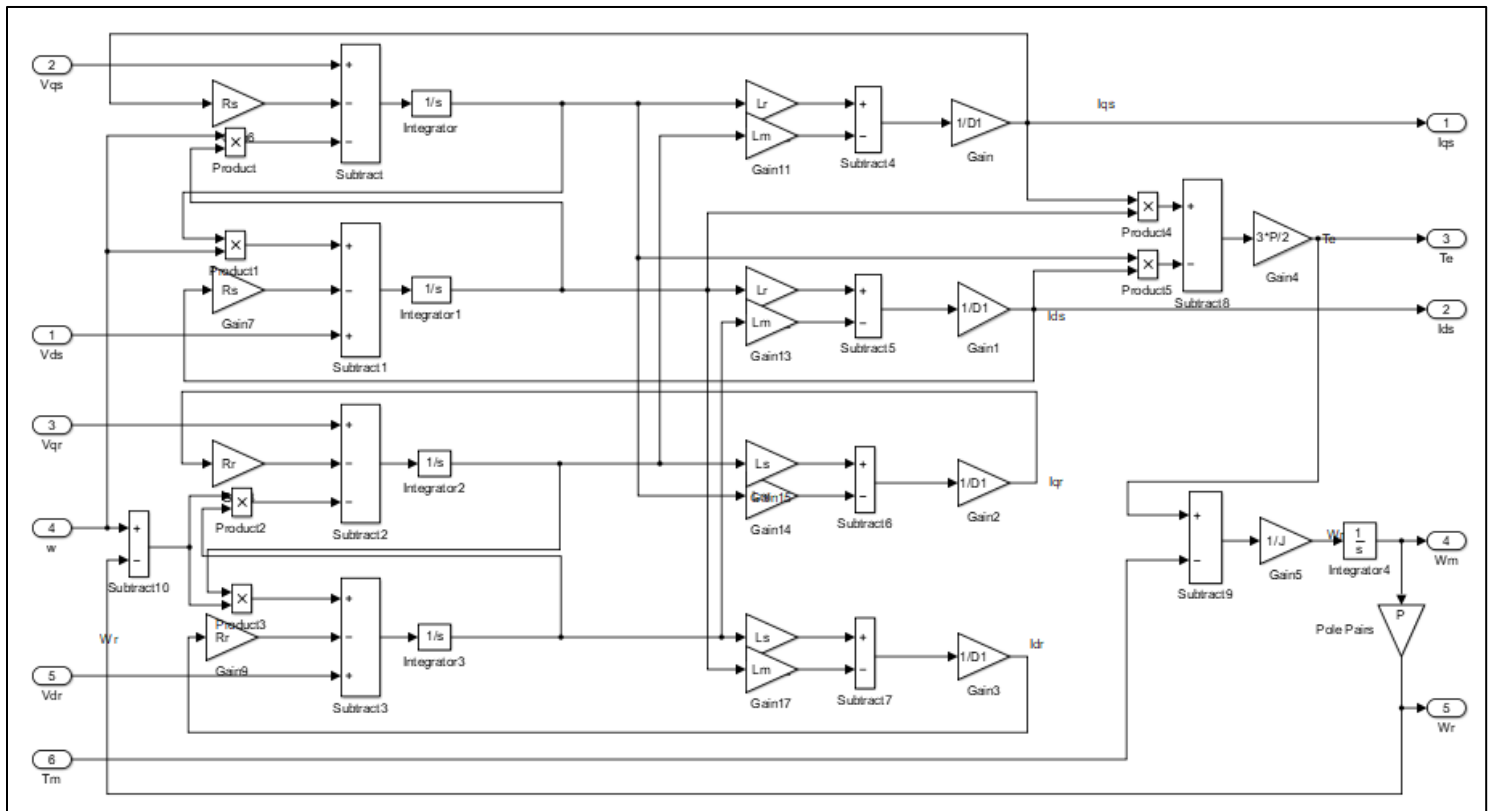 2
Vqs
Rs
6
×
Product
+
−
−
Subtract
1/s
Integrator
Lr
Lm
Gain11
+
−
Subtract4
1/D1
Gain
Iqs
1
Iqs
×
Product1
Rs
Gain7
1
Vds
+
−
+
Subtract1
1/s
Integrator1
Lr
Lm
Gain13
+
−
Subtract5
1/D1
Gain1
Ids
×
Product4
×
Product5
+
−
Subtract8
3*P/2
Gain4
Te
3
Te
2
Ids
3
Vqr
Rr
×
Product2
+
−
−
Subtract2
1/s
Integrator2
Ls
Gain15
Gain14
+
−
Subtract6
1/D1
Gain2
Iqr
4
w
+
−
Subtract10
Wr
×
Product3
Rr
Gain9
5
Vdr
+
−
+
Subtract3
1/s
Integrator3
Ls
Lm
Gain17
+
−
Subtract7
1/D1
Gain3
Idr
+
−
Subtract9
1/J
Gain5
1
s
Integrator4
4
Wm
P
Pole Pairs
5
Wr
6
Tm